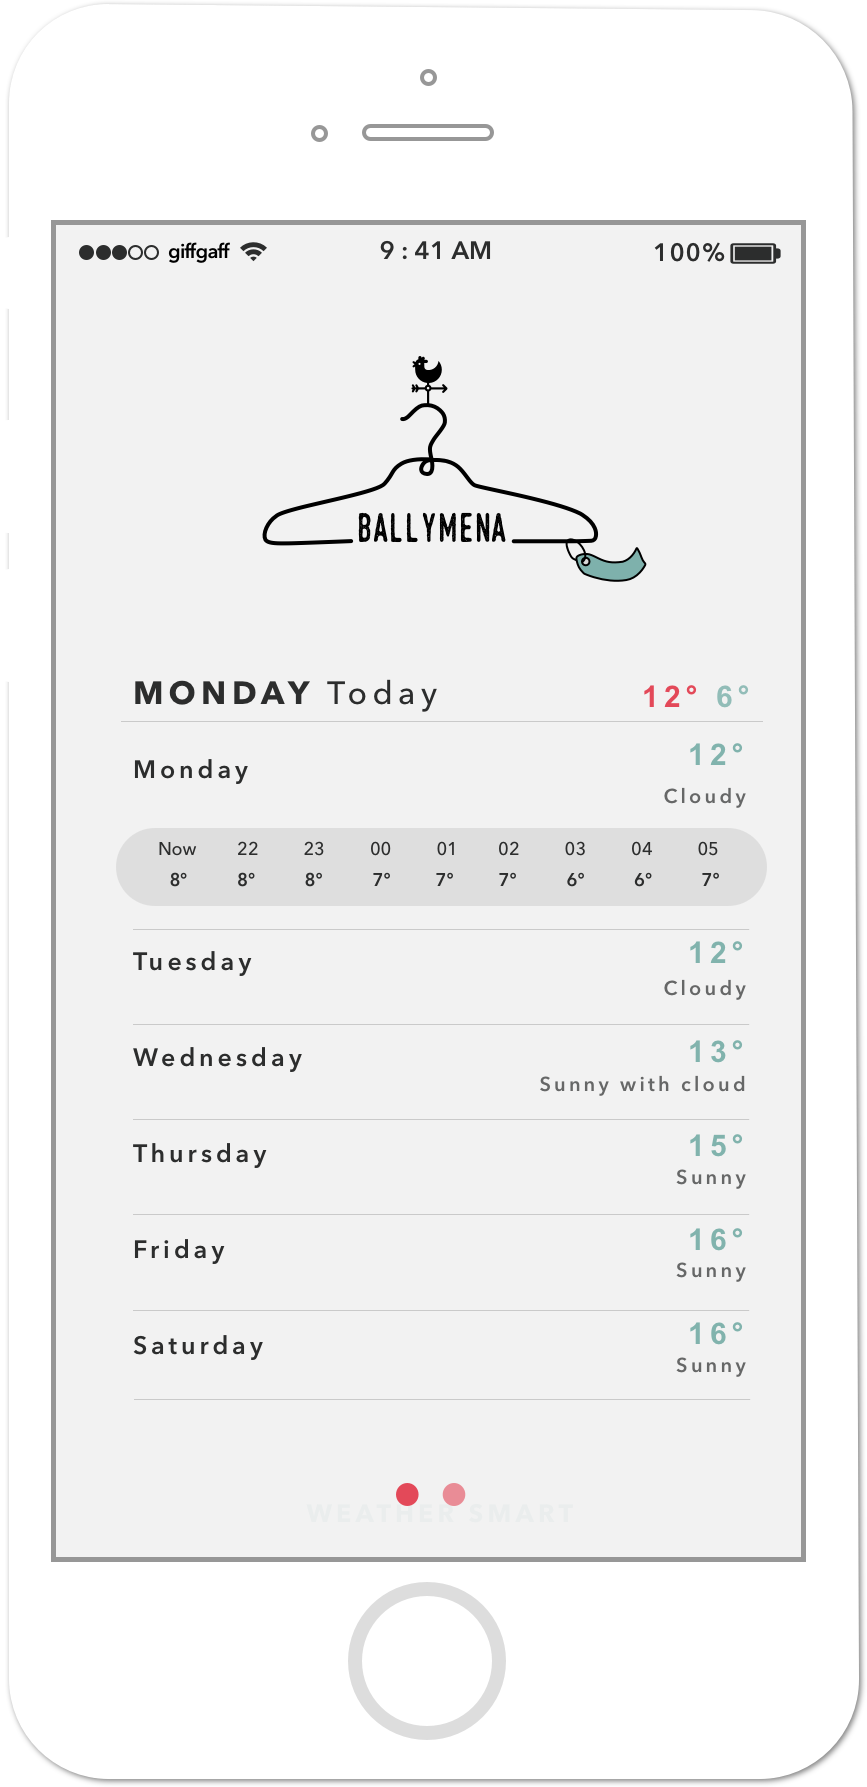 giffgaff 9 : 41 AM 100%
BALLYMENA
MONDAY Today 12° 6°
Monday 12°
Cloudy
Now 22 23 00 01 02 03 04 05
8° 8° 8° 7° 7° 7° 6° 6° 7°
Tuesday 12°
Cloudy
Wednesday 13°
Sunny with cloud
Thursday 15°
Sunny
Friday 16°
Sunny
Saturday 16°
Sunny
WEATHER SMART